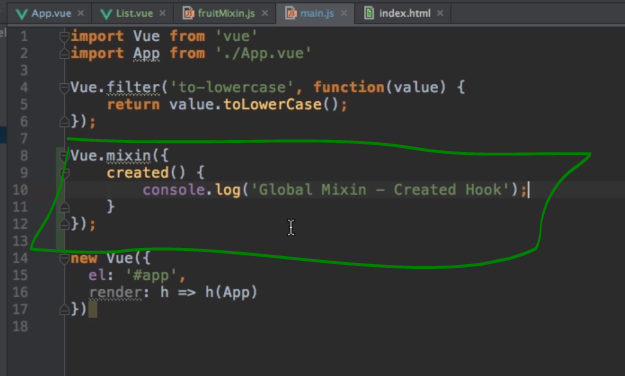 App.vue × List.vue × fruitMixin.js × main.js × index.html ×
1 import Vue from 'vue'
2 import App from './App.vue'
3
4 Vue.filter('to-lowercase', function(value) {
5 return value.toLowerCase();
6 });
7
8 Vue.mixin({
9 created() {
10 console.log('Global Mixin - Created Hook');
11 }
12 });
13
14 new Vue({
15 el: '#app',
16 render: h => h(App)
17 })
18